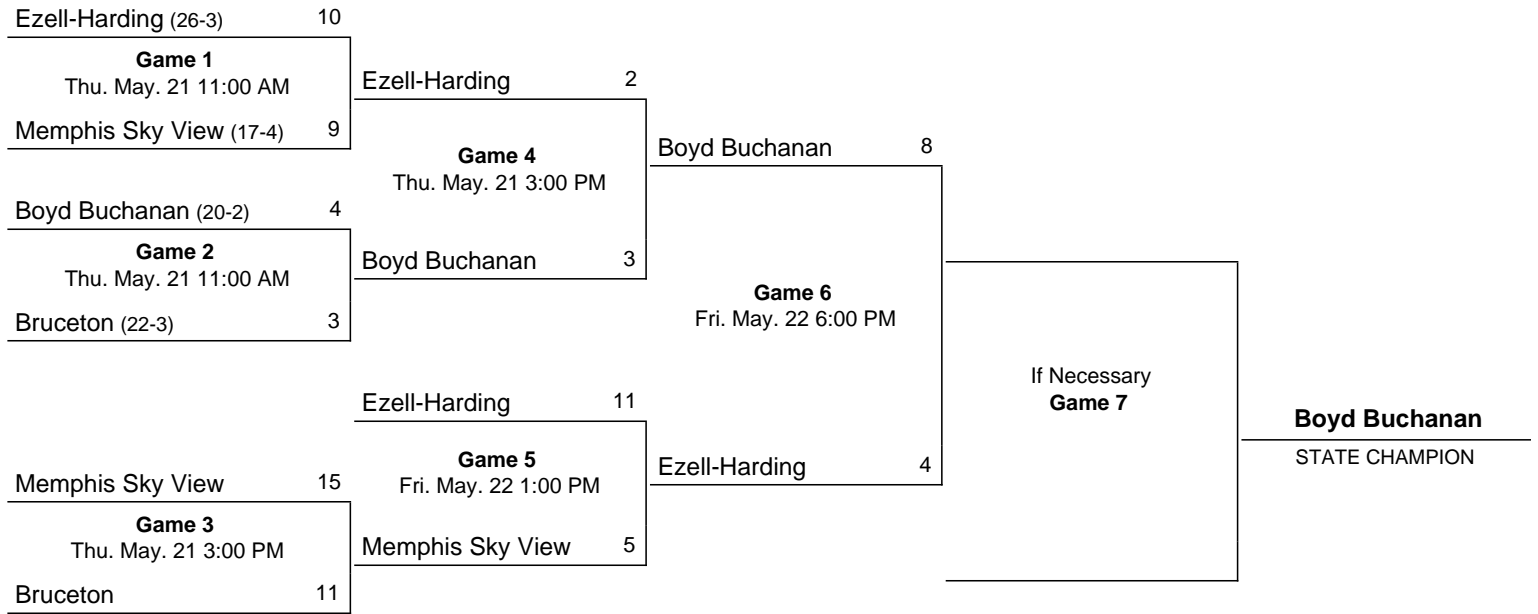 Ezell-Harding (26-3) 10
Game 1
Thu. May. 21 11:00 AM
Memphis Sky View (17-4) 9
Boyd Buchanan (20-2) 4
Game 2
Thu. May. 21 11:00 AM
Bruceton (22-3) 3
Memphis Sky View 15
Game 3
Thu. May. 21 3:00 PM
Bruceton 11
Ezell-Harding 2
Game 4
Thu. May. 21 3:00 PM
Boyd Buchanan 3
Ezell-Harding 11
Game 5
Fri. May. 22 1:00 PM
Memphis Sky View 5
Boyd Buchanan 8
Game 6
Fri. May. 22 6:00 PM
Ezell-Harding 4
If Necessary
Game 7
Boyd Buchanan
STATE CHAMPION